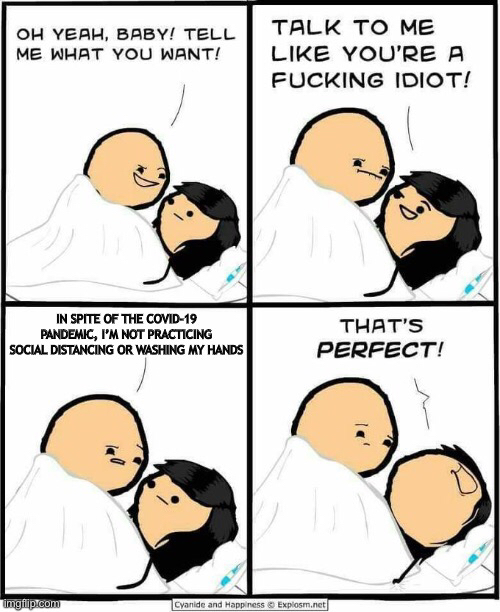 OH YEAH, BABY! TELL
ME WHAT YOU WANT!
TALK TO ME
LIKE YOU'RE A
FUCKING IDIOT!
IN SPITE OF THE COVID-19
PANDEMIC, I'M NOT PRACTICING
SOCIAL DISTANCING OR WASHING MY HANDS
THAT'S
PERFECT!
imgflip.com
Cyanide and Happiness © Explosm.net